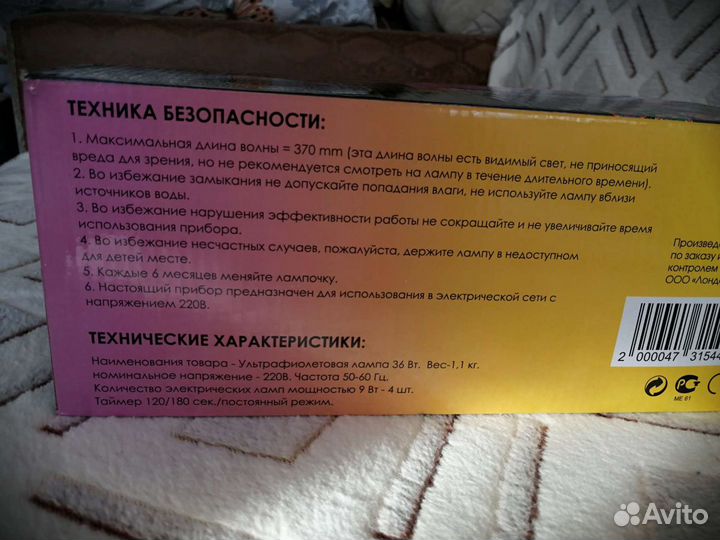 ТЕХНИКА БЕЗОПАСНОСТИ:
1. Максимальная длина волны = 370 mm (эта длина волны есть видимый свет, не приносящий
вреда для зрения, но не рекомендуется смотреть на лампу в течение длительного времени).
2. Во избежание замыкания не допускайте попадания влаги, не используйте лампу вблизи
источников воды.
3. Во избежание нарушения эффективности работы не сокращайте и не увеличивайте время
использования прибора.
4. Во избежание несчастных случаев, пожалуйста, держите лампу в недоступном
для детей месте.
5. Каждые 6 месяцев меняйте лампочку.
6. Настоящий прибор предназначен для использования в электрической сети с
напряжением 220В.
ТЕХНИЧЕСКИЕ ХАРАКТЕРИСТИКИ:
Наименования товара - Ультрафиолетовая лампа 36 Вт. Вес-1,1 кг.
номинальное напряжение - 220В. Частота 50-60 Гц.
Количество электрических ламп мощностью 9 Вт - 4 шт.
Таймер 120/180 сек./постоянный режим.
Произведе
по заказу и
контролем
ООО «Лонд
2 000047 31544
МЕ 61
Avito